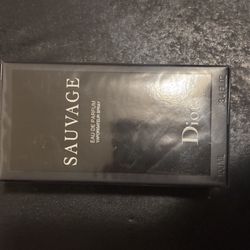 SAUVAGE
EAU DE PARFUM
VAPORISATEUR SPRAY
Dior